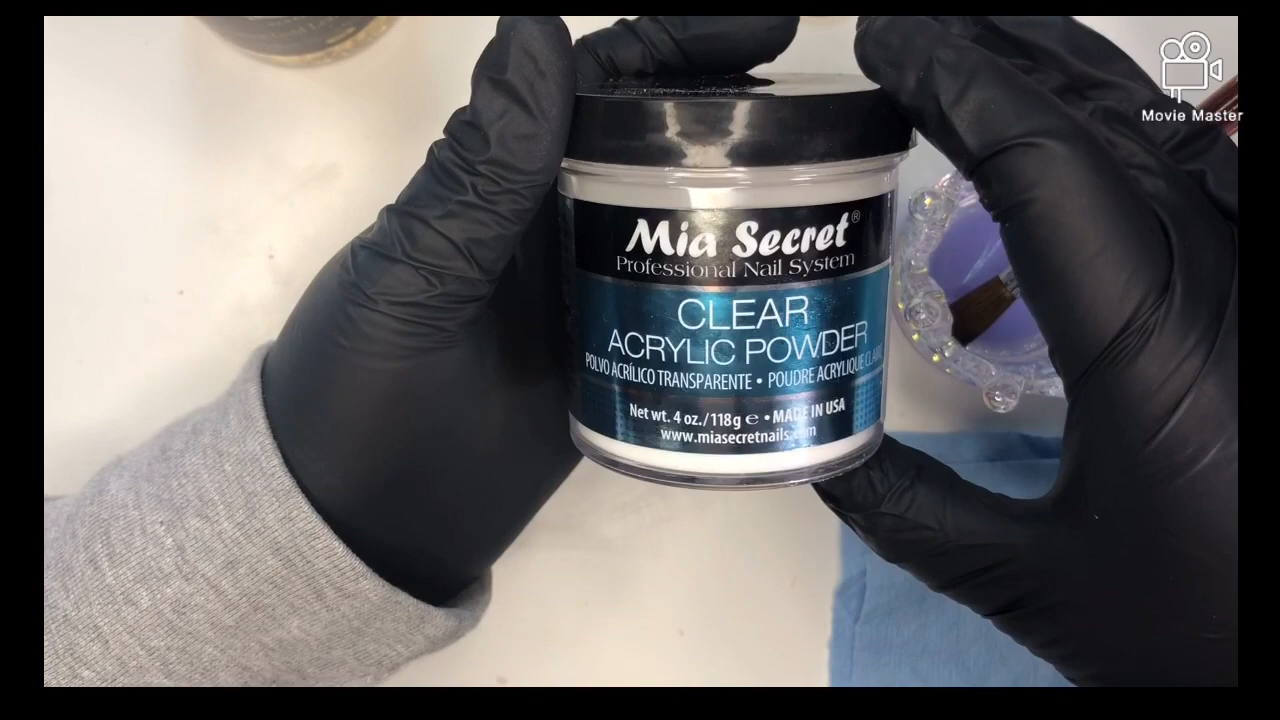 Movie Master
Mia Secret®
Professional Nail System
CLEAR
ACRYLIC POWDER
POLVO ACRÍLICO TRANSPARENTE • POUDRE ACRYLIQUE CLAIRE
Net wt. 4 oz./118g ℮ • MADE IN USA
www.miasecretnails.com